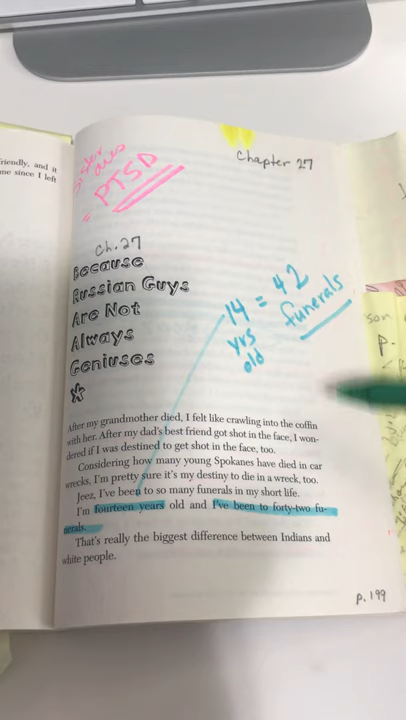 riendly, and it
me since I left
sister
dies
= PTSD
Chapter 27
ch.27
Because
Russian Guys
Are Not
Always
Geniuses
14 = 42
yrs funerals
old
After my grandmother died, I felt like crawling into the coffin
with her. After my dad's best friend got shot in the face, I won-
dered if I was destined to get shot in the face, too.
Considering how many young Spokanes have died in car
wrecks, I'm pretty sure it's my destiny to die in a wreck, too.
Jeez, I've been to so many funerals in my short life.
I'm fourteen years old and I've been to forty-two fu-
nerals.
That's really the biggest difference between Indians and
white people.
p. 199
son
P.